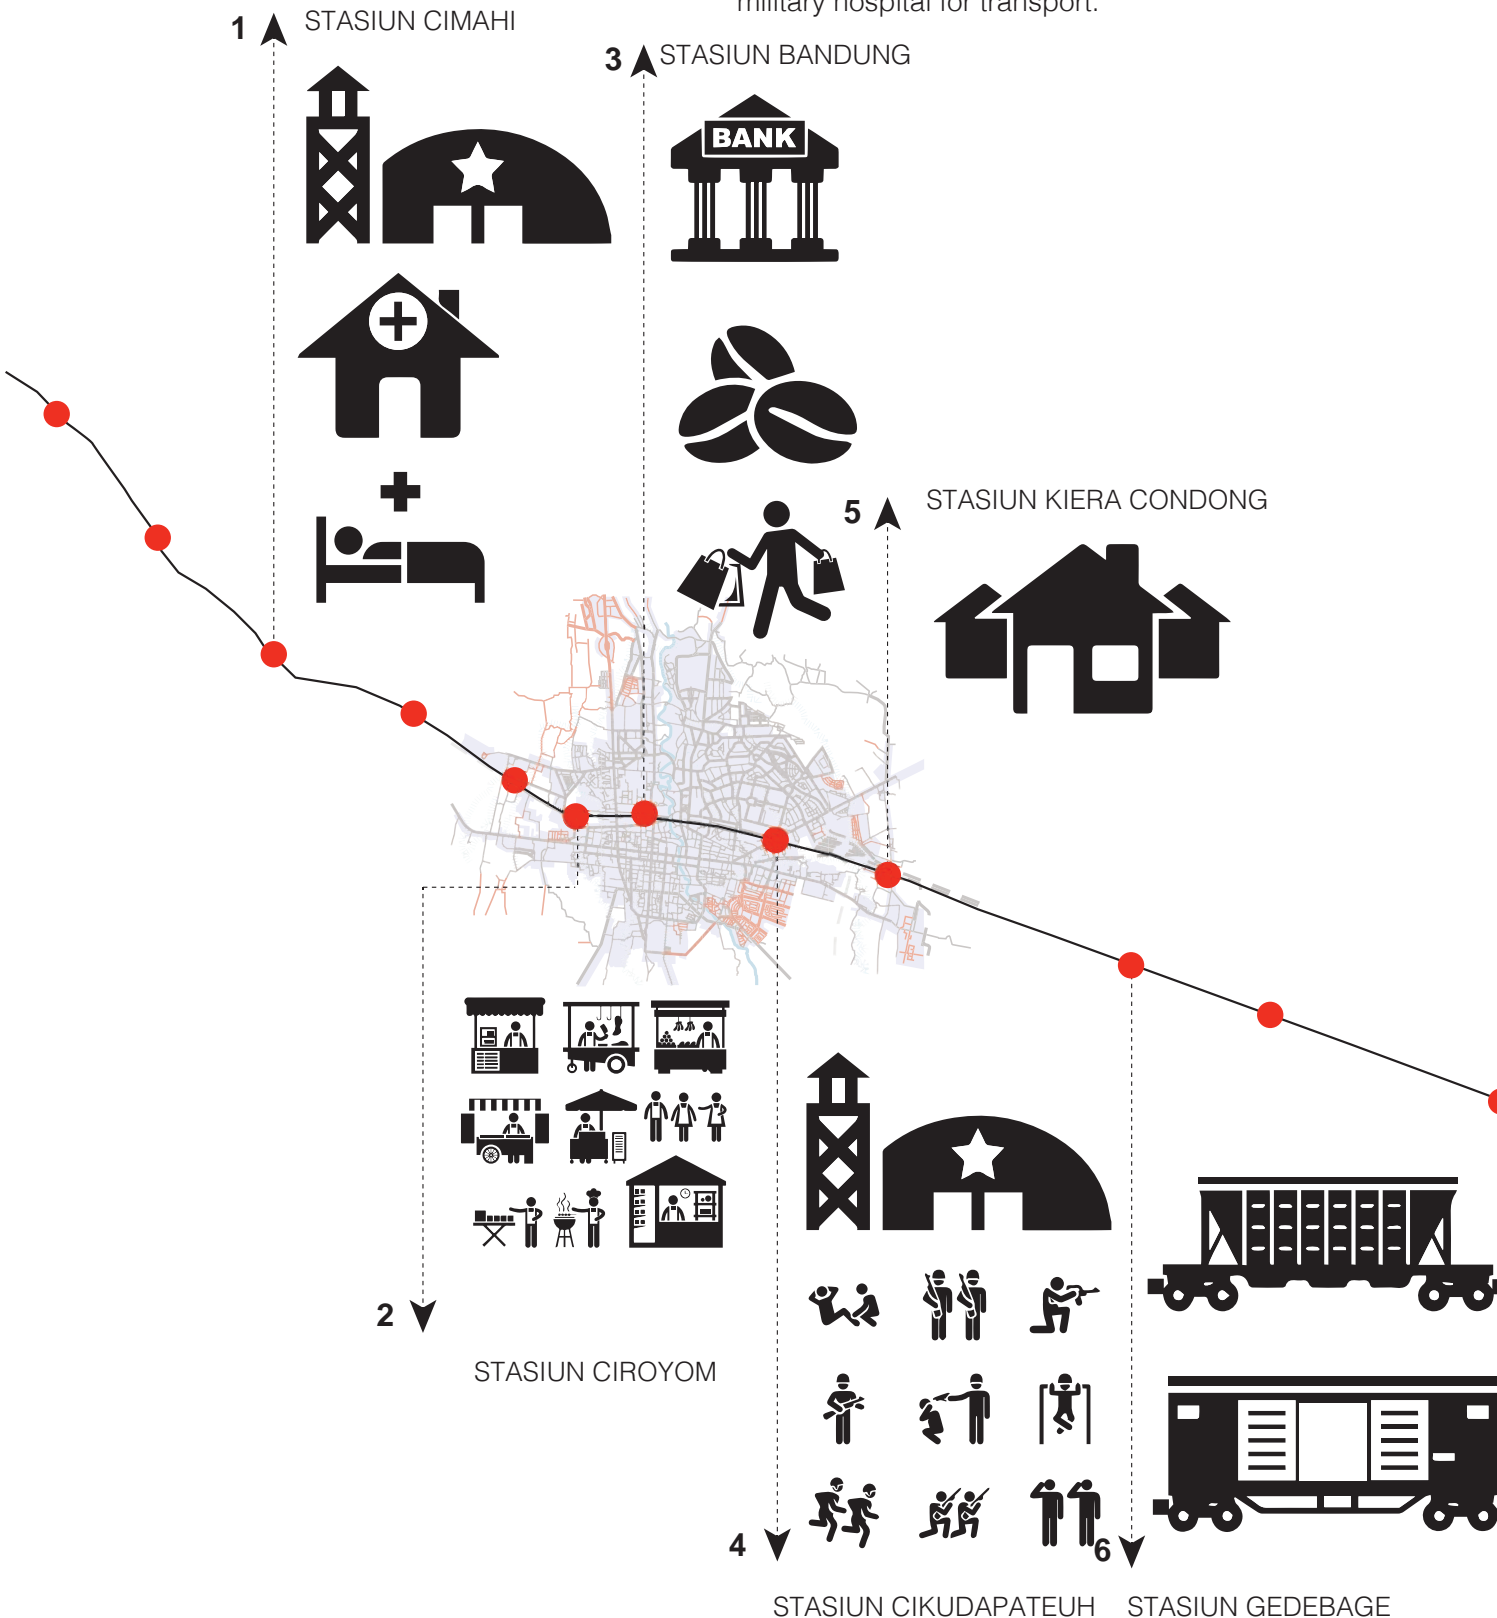 military hospital for transport.
1
STASIUN CIMAHI
3
STASIUN BANDUNG
BANK
5
STASIUN KIERA CONDONG
2
STASIUN CIROYOM
4
6
STASIUN CIKUDAPATEUH
STASIUN GEDEBAGE